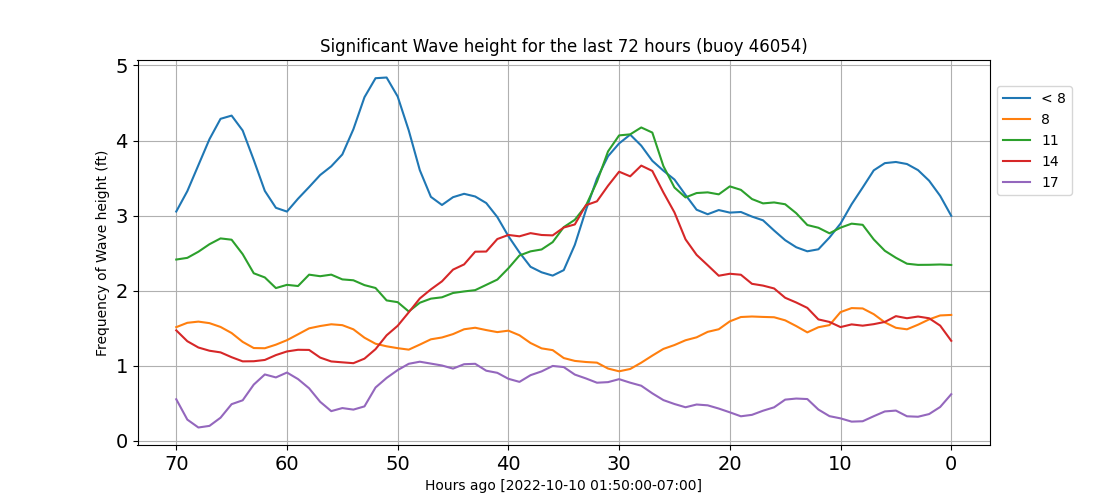 Significant Wave height for the last 72 hours (buoy 46054)
Frequency of Wave height (ft)
5
4
3
2
1
0
70 60 50 40 30 20 10 0
Hours ago [2022-10-10 01:50:00-07:00]
< 8
8
11
14
17